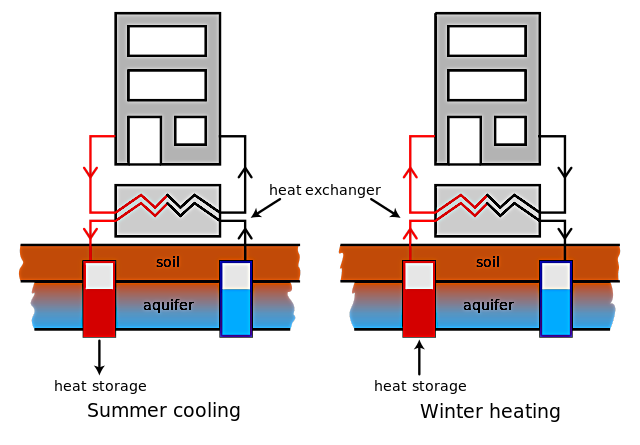 heat exchanger
soil
soil
aquifer
aquifer
heat storage
heat storage
Summer cooling
Winter heating